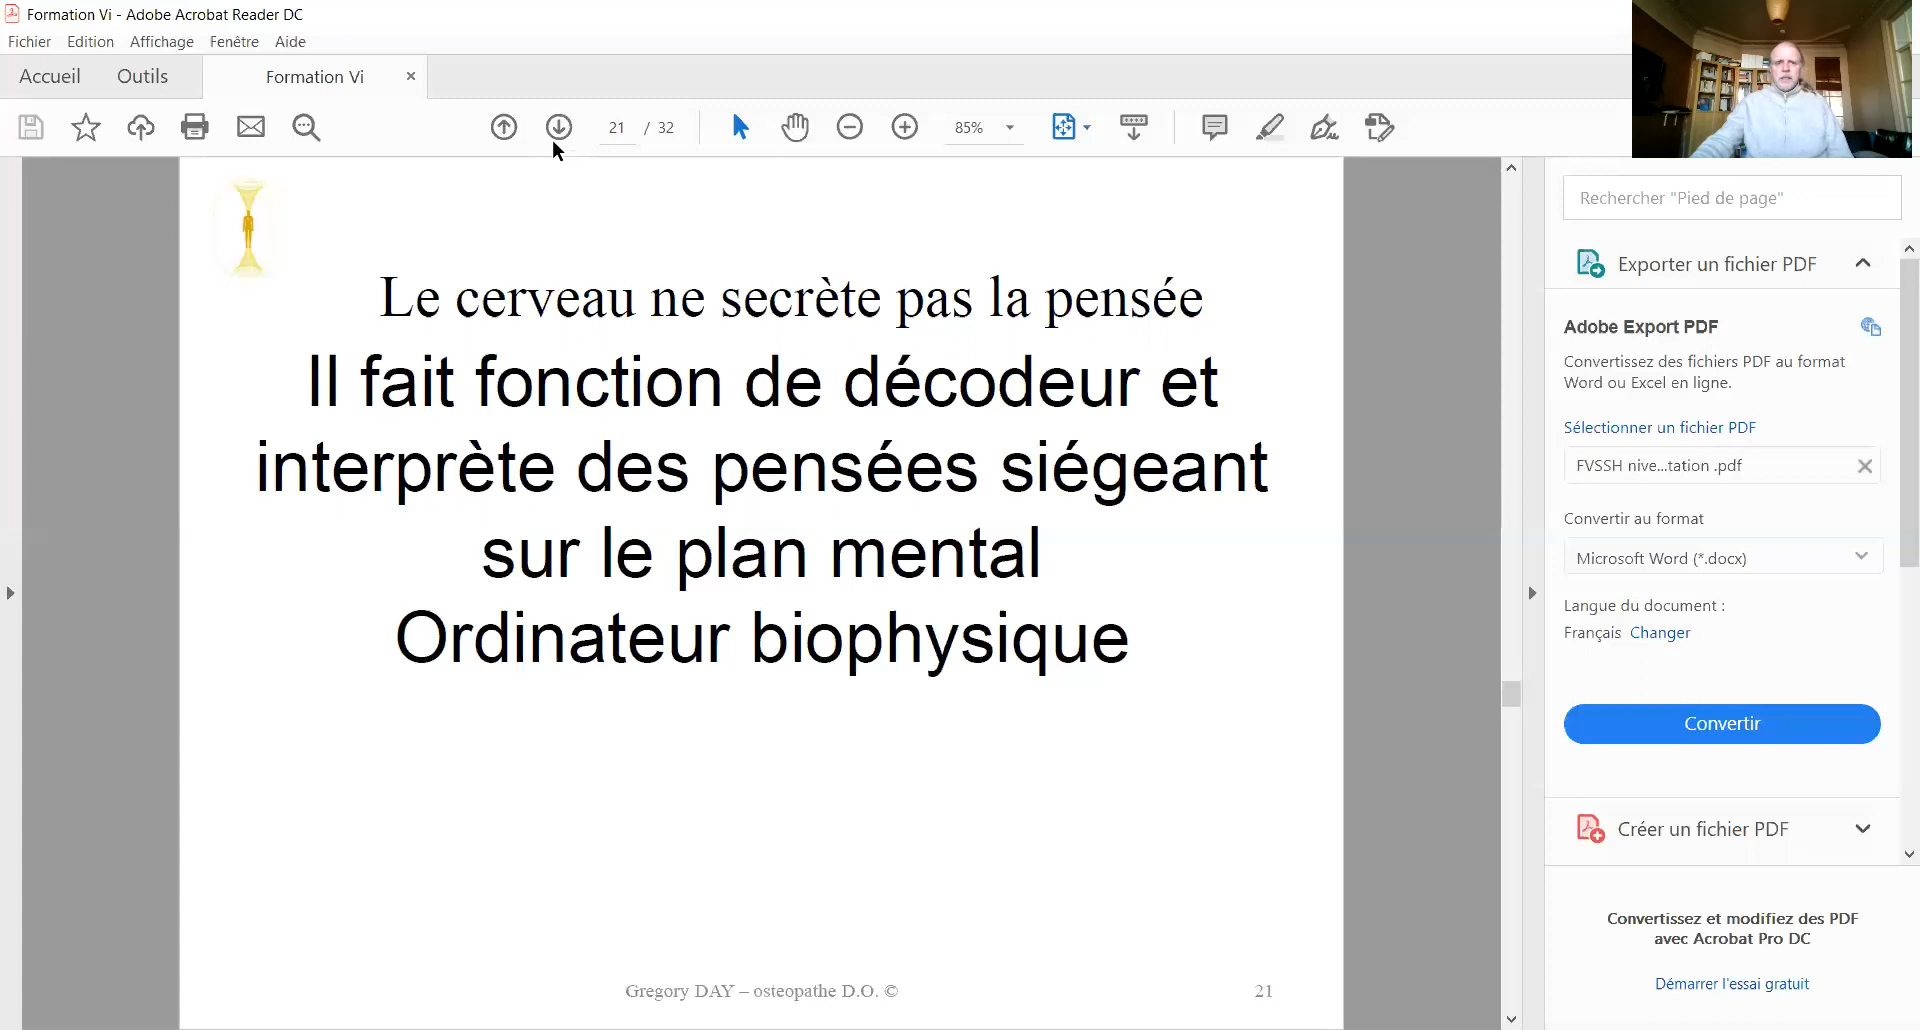 Formation Vi - Adobe Acrobat Reader DC
Fichier Edition Affichage Fenêtre Aide
Accueil Outils Formation Vi ×
21 / 32 85%
Le cerveau ne secrète pas la pensée
Il fait fonction de décodeur et
interprète des pensées siégeant
sur le plan mental
Ordinateur biophysique
Gregory DAY – osteopathe D.O. © 21
Rechercher "Pied de page"
Exporter un fichier PDF
Adobe Export PDF
Convertissez des fichiers PDF au format
Word ou Excel en ligne.
Sélectionner un fichier PDF
FVSSH nive...tation .pdf
Convertir au format
Microsoft Word (*.docx)
Langue du document :
Français Changer
Convertir
Créer un fichier PDF
Convertissez et modifiez des PDF
avec Acrobat Pro DC
Démarrer l'essai gratuit